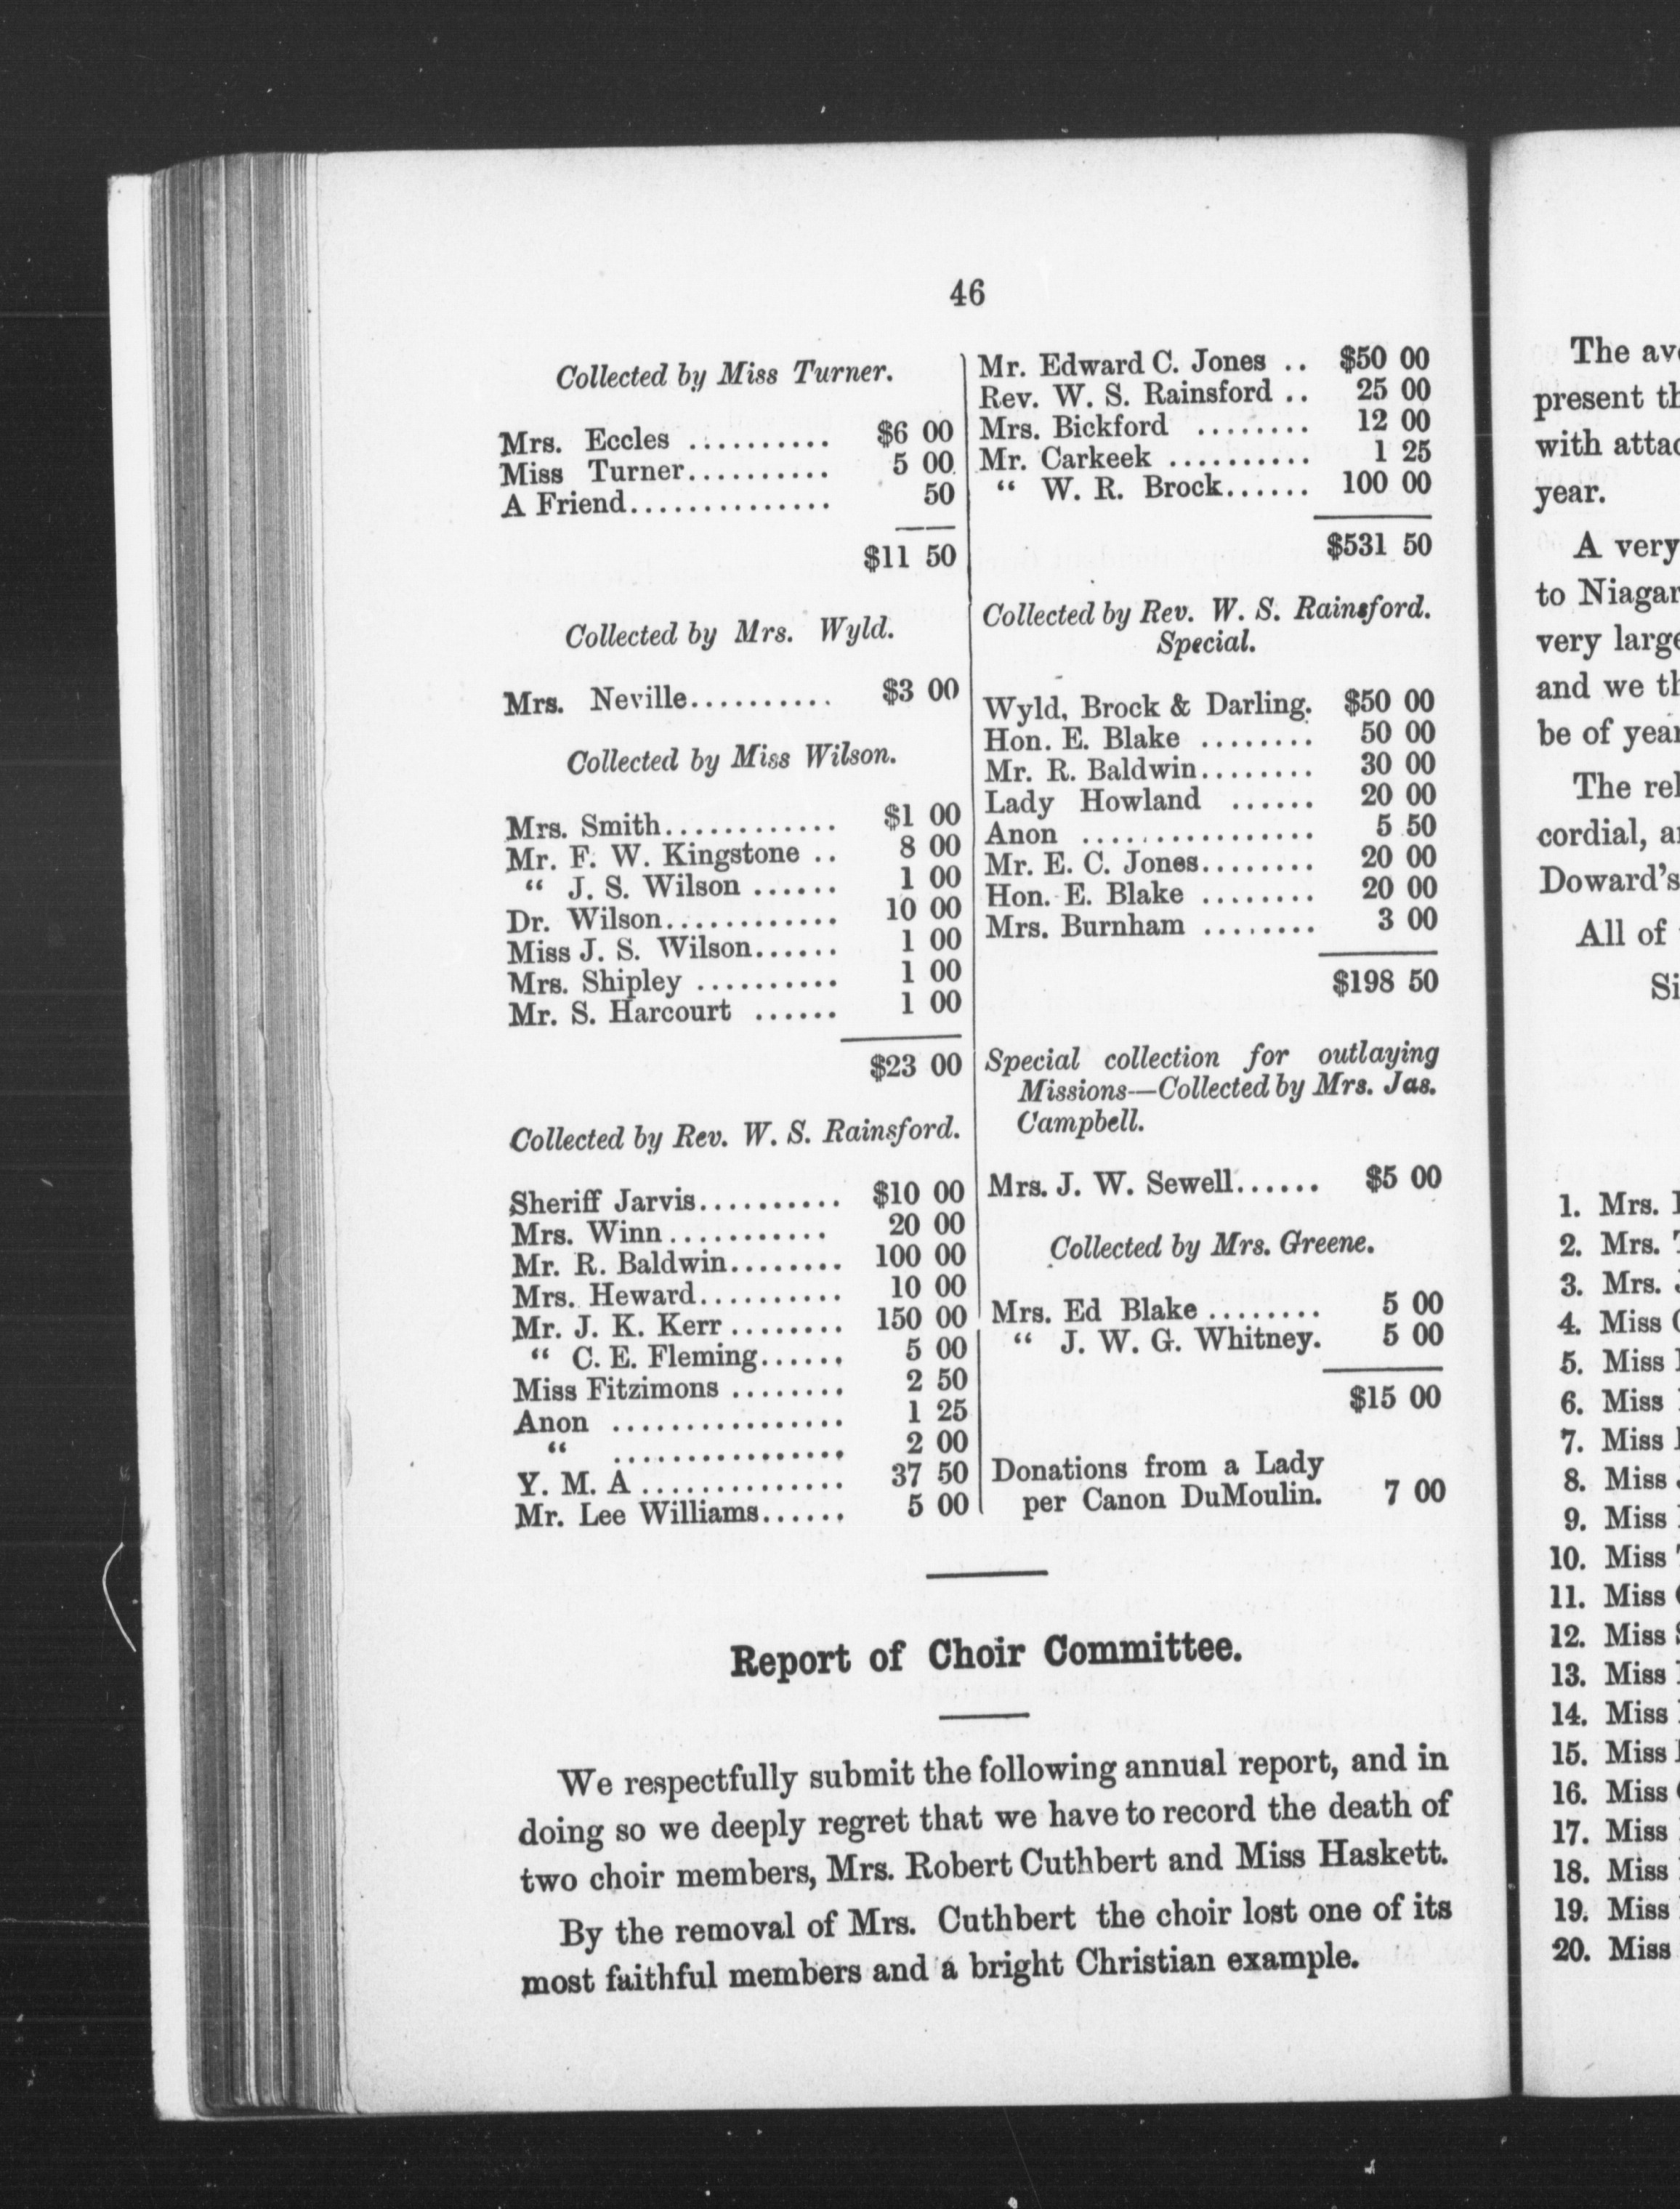 46
Collected by Miss Turner.
Mrs. Eccles .......... $6 00
Miss Turner.......... 5 00
A Friend.............. 50
$11 50
Collected by Mrs. Wyld.
Mrs. Neville.......... $3 00
Collected by Miss Wilson.
Mrs. Smith............ $1 00
Mr. F. W. Kingstone .. 8 00
“ J. S. Wilson ...... 1 00
Dr. Wilson............ 10 00
Miss J. S. Wilson...... 1 00
Mrs. Shipley .......... 1 00
Mr. S. Harcourt ...... 1 00
$23 00
Collected by Rev. W. S. Rainsford.
Sheriff Jarvis.......... $10 00
Mrs. Winn........... 20 00
Mr. R. Baldwin........ 100 00
Mrs. Heward.......... 10 00
Mr. J. K. Kerr ........ 150 00
“ C. E. Fleming...... 5 00
Miss Fitzimons ........ 2 50
Anon ................ 1 25
“ ................ 2 00
Y. M. A .............. 37 50
Mr. Lee Williams...... 5 00
Mr. Edward C. Jones .. $50 00
Rev. W. S. Rainsford .. 25 00
Mrs. Bickford ........ 12 00
Mr. Carkeek .......... 1 25
“ W. R. Brock...... 100 00
$531 50
Collected by Rev. W. S. Rainsford.
Special.
Wyld, Brock & Darling. $50 00
Hon. E. Blake ........ 50 00
Mr. R. Baldwin........ 30 00
Lady Howland ...... 20 00
Anon ................ 5 50
Mr. E. C. Jones........ 20 00
Hon. E. Blake ........ 20 00
Mrs. Burnham ........ 3 00
$198 50
Special collection for outlaying
Missions—Collected by Mrs. Jas.
Campbell.
Mrs. J. W. Sewell...... $5 00
Collected by Mrs. Greene.
Mrs. Ed Blake ........ 5 00
“ J. W. G. Whitney. 5 00
$15 00
Donations from a Lady
per Canon DuMoulin. 7 00
Report of Choir Committee.
We respectfully submit the following annual report, and in
doing so we deeply regret that we have to record the death of
two choir members, Mrs. Robert Cuthbert and Miss Haskett.
By the removal of Mrs. Cuthbert the choir lost one of its
most faithful members and a bright Christian example.
The
present
with
year.
A very
to
very
and we
be of
The
cordial,
Doward's
All of
1. Mrs.
2. Mrs.
3. Mrs.
4. Miss
5. Miss
6. Miss
7. Miss
8. Miss
9. Miss
10. Miss
11. Miss
12. Miss
13. Miss
14. Miss
15. Miss
16. Miss
17. Miss
18. Miss
19. Miss
20. Miss